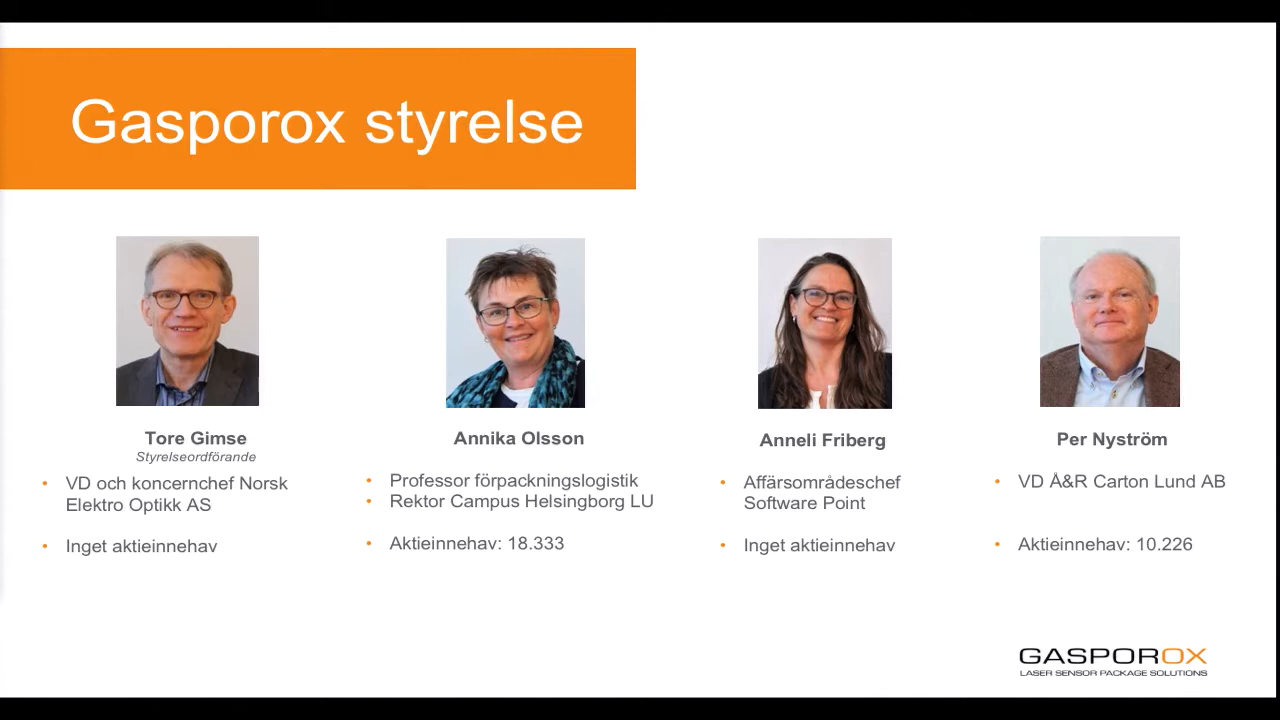 Gasporox styrelse
Tore Gimse
Styrelseordförande
• VD och koncernchef Norsk
Elektro Optikk AS
• Inget aktieinnehav
Annika Olsson
• Professor förpackningslogistik
• Rektor Campus Helsingborg LU
• Aktieinnehav: 18.333
Anneli Friberg
• Affärsområdeschef
Software Point
• Inget aktieinnehav
Per Nyström
• VD Å&R Carton Lund AB
• Aktieinnehav: 10.226
GASPOROX
LASER SENSOR PACKAGE SOLUTIONS